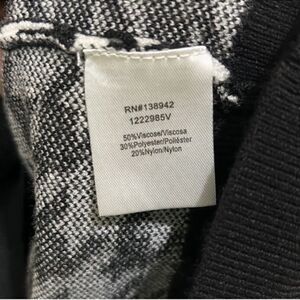 RN#138942
1222985V
50%Viscose/Viscosa
30%Polyester/Poliéster
20%Nylon/Nylon